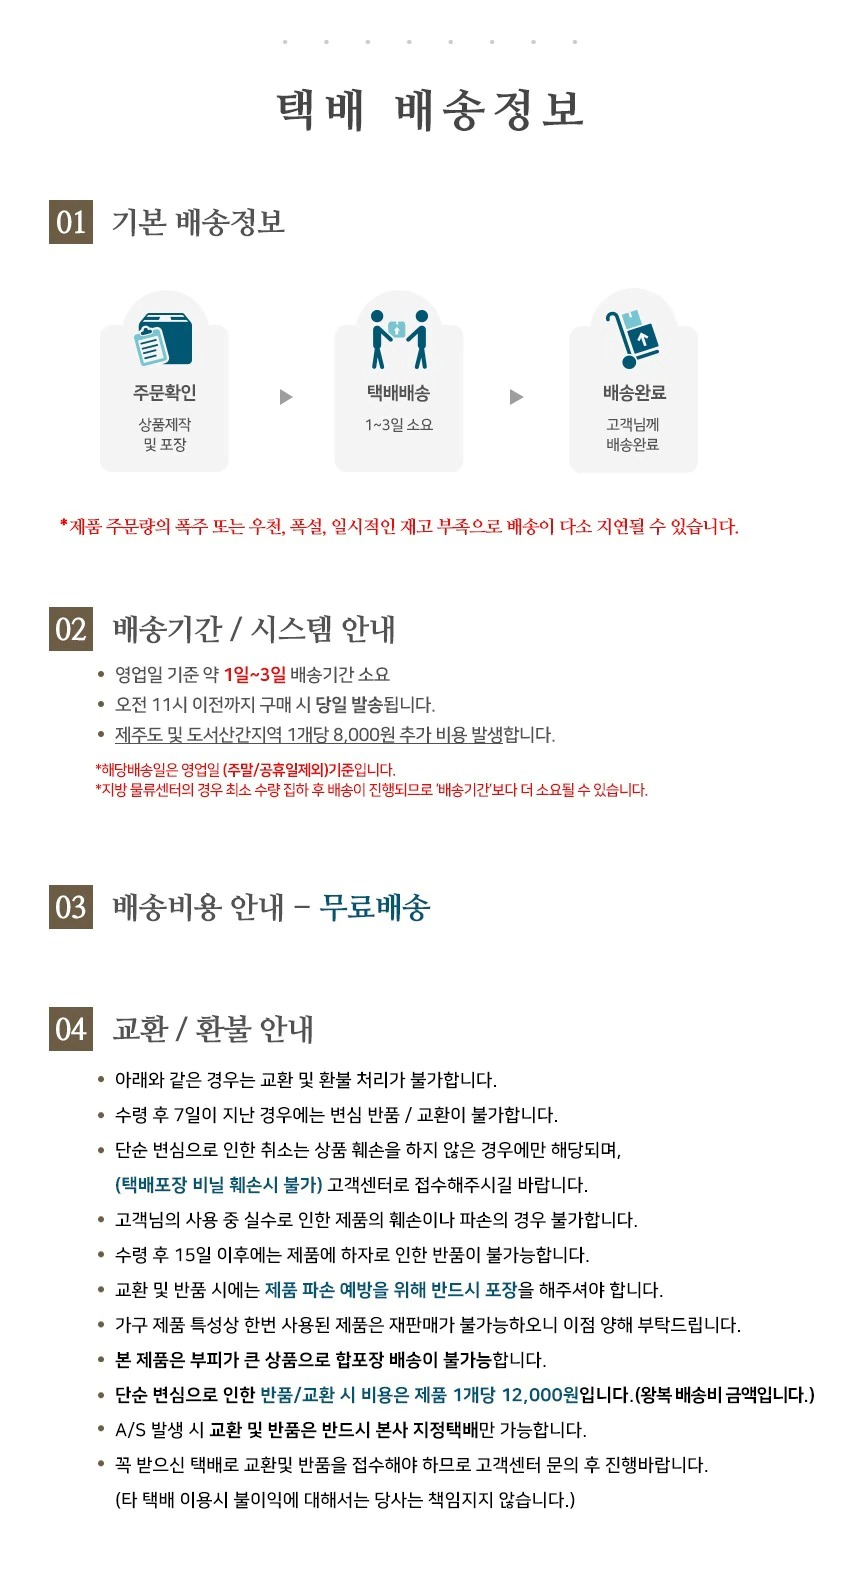 택배 배송정보
01 기본 배송정보
주문확인
상품제작
및 포장
택배배송
1~3일 소요
배송완료
고객님께
배송완료
*제품 주문량의 폭주 또는 우천, 폭설, 일시적인 재고 부족으로 배송이 다소 지연될 수 있습니다.
02 배송기간 / 시스템 안내
• 영업일 기준 약 1일~3일 배송기간 소요
• 오전 11시 이전까지 구매 시 당일 발송됩니다.
• 제주도 및 도서산간지역 1개당 8,000원 추가 비용 발생합니다.
*해당배송일은 영업일 (주말/공휴일제외)기준입니다.
*지방 물류센터의 경우 최소 수량 집하 후 배송이 진행되므로 '배송기간'보다 더 소요될 수 있습니다.
03 배송비용 안내 - 무료배송
04 교환 / 환불 안내
• 아래와 같은 경우는 교환 및 환불 처리가 불가합니다.
• 수령 후 7일이 지난 경우에는 변심 반품 / 교환이 불가합니다.
• 단순 변심으로 인한 취소는 상품 훼손을 하지 않은 경우에만 해당되며,
(택배포장 비닐 훼손시 불가) 고객센터로 접수해주시길 바랍니다.
• 고객님의 사용 중 실수로 인한 제품의 훼손이나 파손의 경우 불가합니다.
• 수령 후 15일 이후에는 제품에 하자로 인한 반품이 불가능합니다.
• 교환 및 반품 시에는 제품 파손 예방을 위해 반드시 포장을 해주셔야 합니다.
• 가구 제품 특성상 한번 사용된 제품은 재판매가 불가능하오니 이점 양해 부탁드립니다.
• 본 제품은 부피가 큰 상품으로 합포장 배송이 불가능합니다.
• 단순 변심으로 인한 반품/교환 시 비용은 제품 1개당 12,000원입니다.(왕복 배송비 금액입니다.)
• A/S 발생 시 교환 및 반품은 반드시 본사 지정택배만 가능합니다.
• 꼭 받으신 택배로 교환및 반품을 접수해야 하므로 고객센터 문의 후 진행바랍니다.
(타 택배 이용시 불이익에 대해서는 당사는 책임지지 않습니다.)